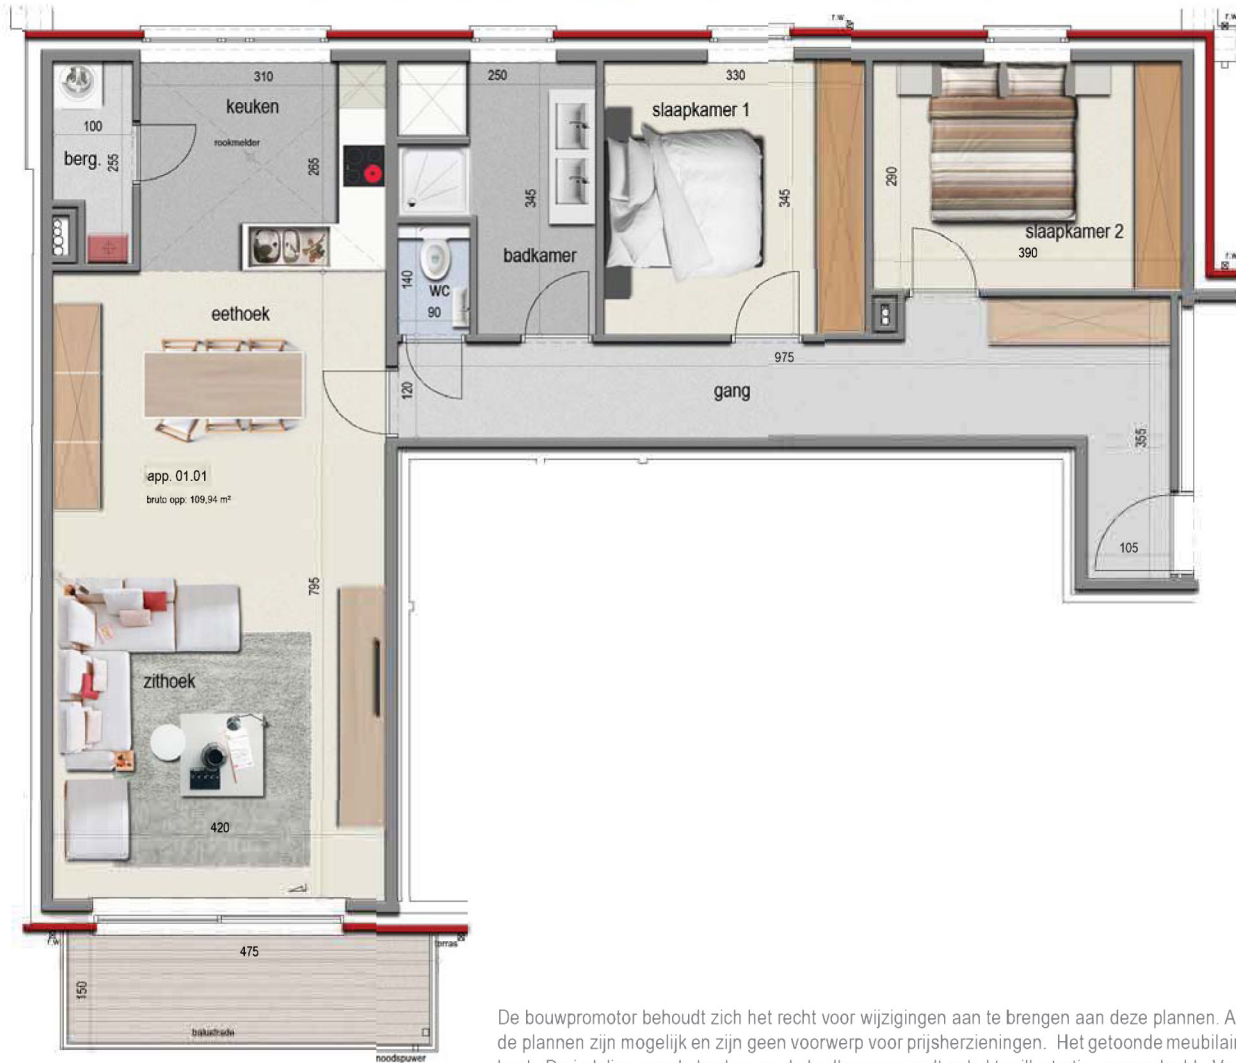 r.w
r.w
310
250
330
keuken
slaapkamer 1
100
rookmelder
berg.
255
265
345
345
290
r.w
badkamer
slaapkamer 2
390
140
wc
90
eethoek
975
120
gang
355
app. 01.01
bruto opp: 109,94 m²
105
795
zithoek
420
r.w
475
terras
150
balustrade
noodspuwer
De bouwpromotor behoudt zich het recht voor wijzigingen aan te brengen aan deze plannen. A
de plannen zijn mogelijk en zijn geen voorwerp voor prijsherzieningen. Het getoonde meubilair